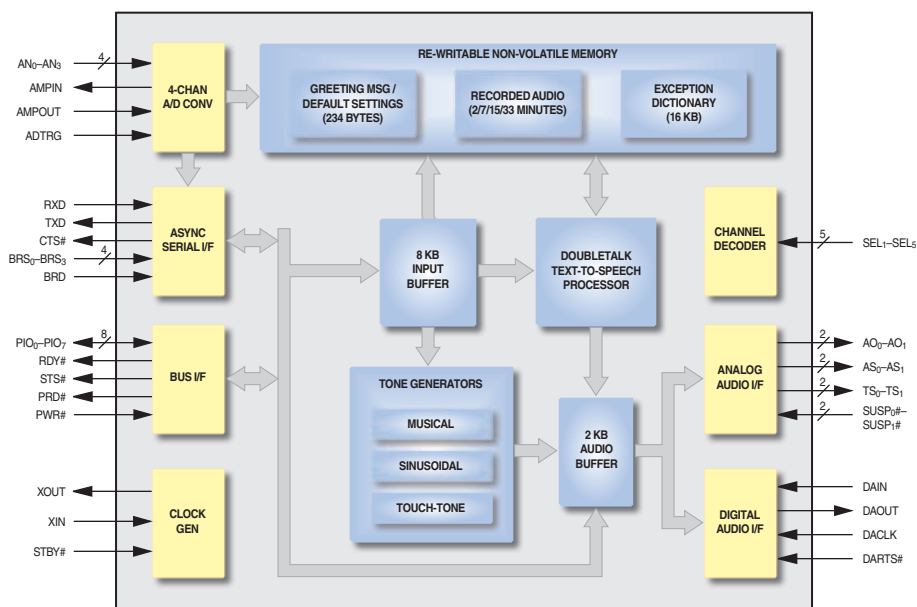 AN₀–AN₃
4
AMPIN
AMPOUT
ADTRG
4-CHAN
A/D CONV
RE-WRITABLE NON-VOLATILE MEMORY
GREETING MSG /
DEFAULT SETTINGS
(234 BYTES)
RECORDED AUDIO
(2/7/15/33 MINUTES)
EXCEPTION
DICTIONARY
(16 KB)
RXD
TXD
CTS#
BRS₀–BRS₃
4
BRD
ASYNC
SERIAL I/F
8 KB
INPUT
BUFFER
DOUBLETALK
TEXT-TO-SPEECH
PROCESSOR
CHANNEL
DECODER
5
SEL₁–SEL₅
PIO₀–PIO₇
8
RDY#
STS#
PRD#
PWR#
BUS I/F
TONE GENERATORS
MUSICAL
SINUSOIDAL
TOUCH-TONE
2 KB
AUDIO
BUFFER
ANALOG
AUDIO I/F
2
AO₀–AO₁
2
AS₀–AS₁
2
TS₀–TS₁
2
SUSP₀#–
SUSP₁#
XOUT
XIN
STBY#
CLOCK
GEN
DIGITAL
AUDIO I/F
DAIN
DAOUT
DACLK
DARTS#